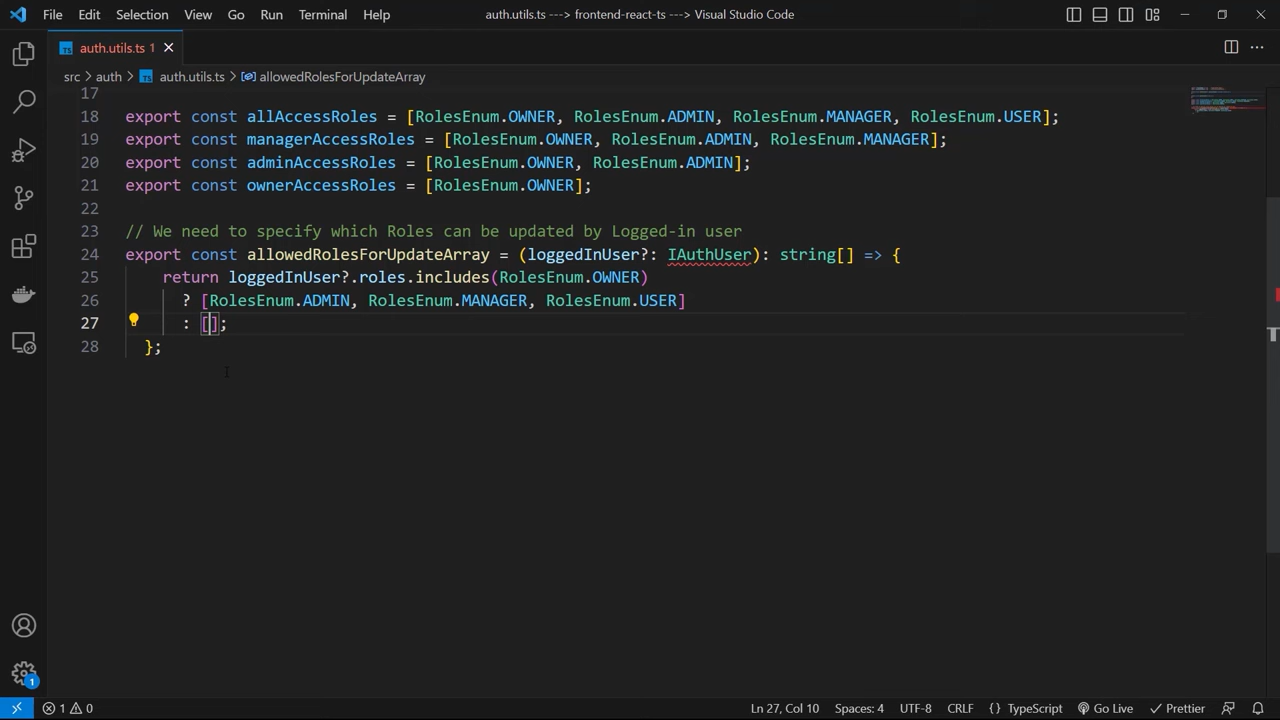 File Edit Selection View Go Run Terminal Help auth.utils.ts ---> frontend-react-ts ---> Visual Studio Code
TS auth.utils.ts 1
src > auth > TS auth.utils.ts > allowedRolesForUpdateArray
17
18 export const allAccessRoles = [RolesEnum.OWNER, RolesEnum.ADMIN, RolesEnum.MANAGER, RolesEnum.USER];
19 export const managerAccessRoles = [RolesEnum.OWNER, RolesEnum.ADMIN, RolesEnum.MANAGER];
20 export const adminAccessRoles = [RolesEnum.OWNER, RolesEnum.ADMIN];
21 export const ownerAccessRoles = [RolesEnum.OWNER];
22
23 // We need to specify which Roles can be updated by Logged-in user
24 export const allowedRolesForUpdateArray = (loggedInUser?: IAuthUser): string[] => {
25 return loggedInUser?.roles.includes(RolesEnum.OWNER)
26 ? [RolesEnum.ADMIN, RolesEnum.MANAGER, RolesEnum.USER]
27 : [];
28 };
1
1 0 Ln 27, Col 10 Spaces: 4 UTF-8 CRLF {} TypeScript Go Live Prettier